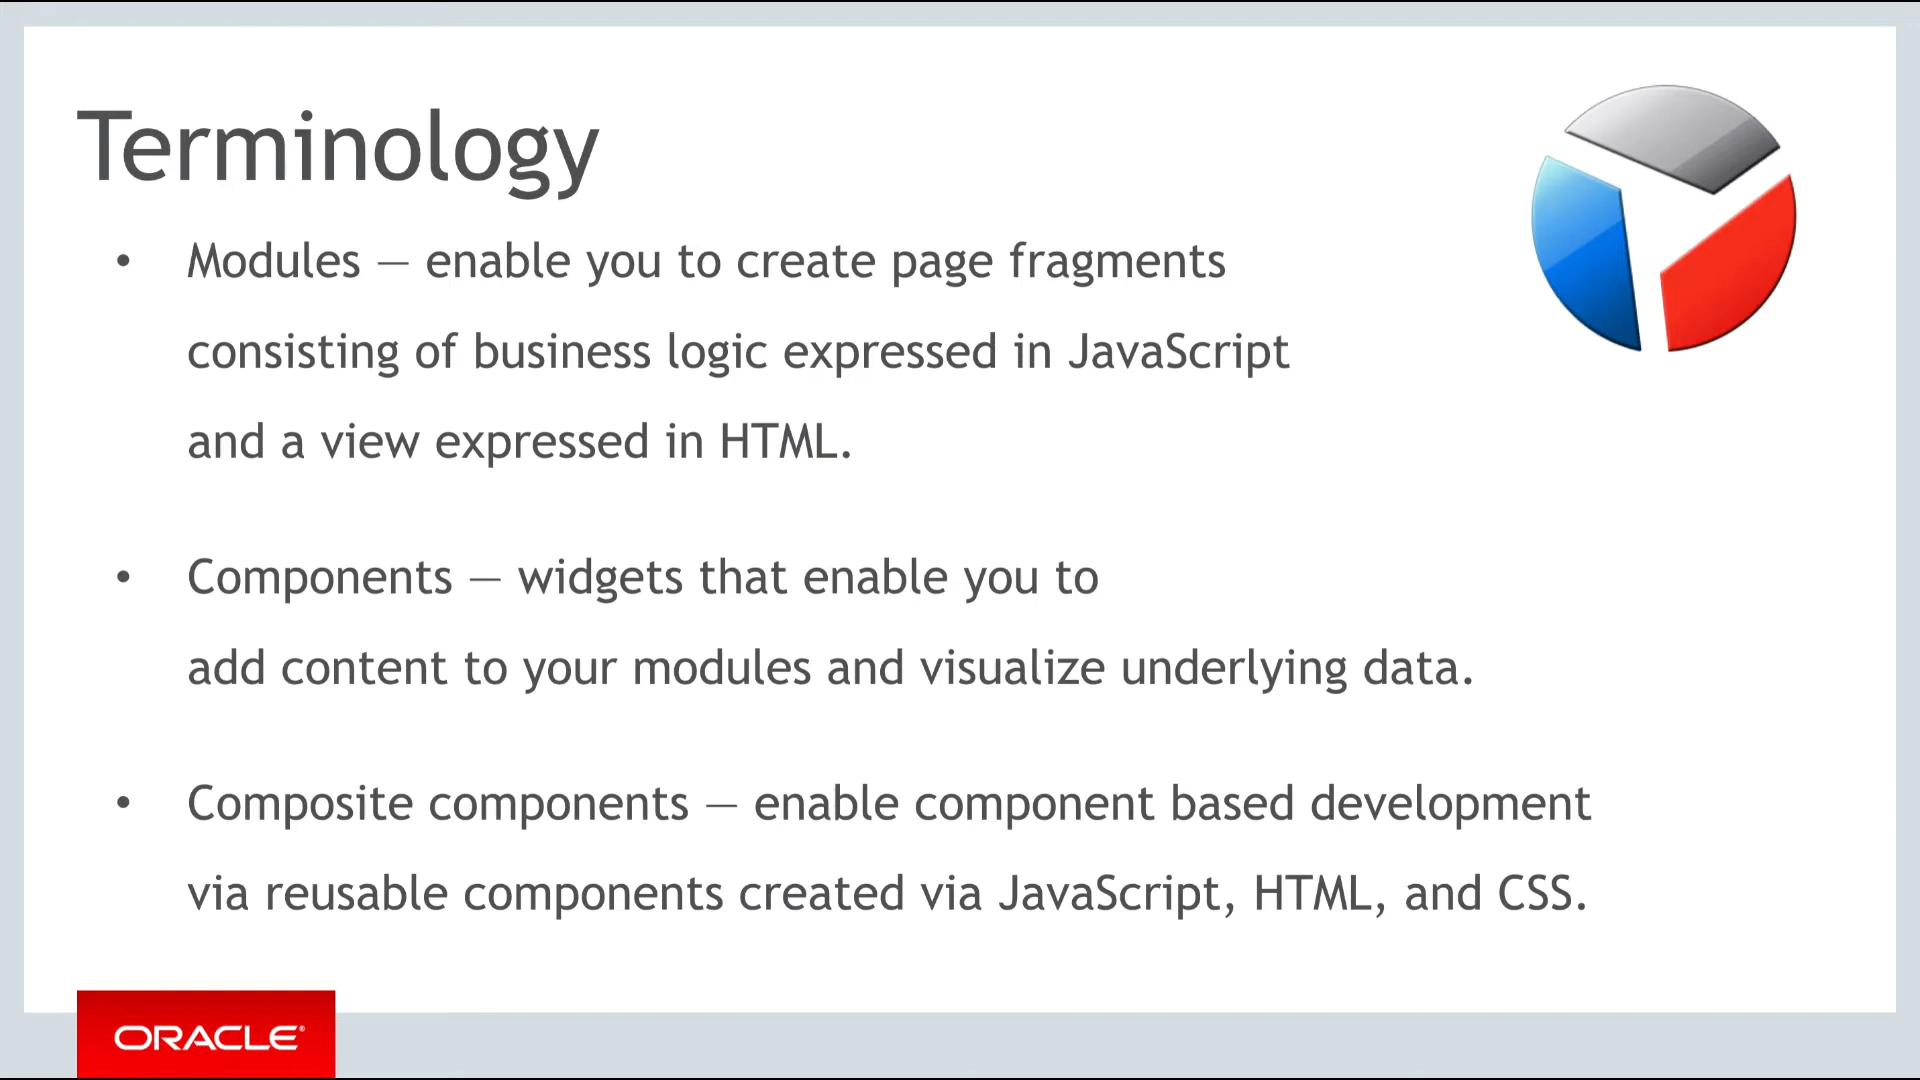 Terminology
• Modules — enable you to create page fragments
consisting of business logic expressed in JavaScript
and a view expressed in HTML.
• Components — widgets that enable you to
add content to your modules and visualize underlying data.
• Composite components — enable component based development
via reusable components created via JavaScript, HTML, and CSS.
ORACLE®